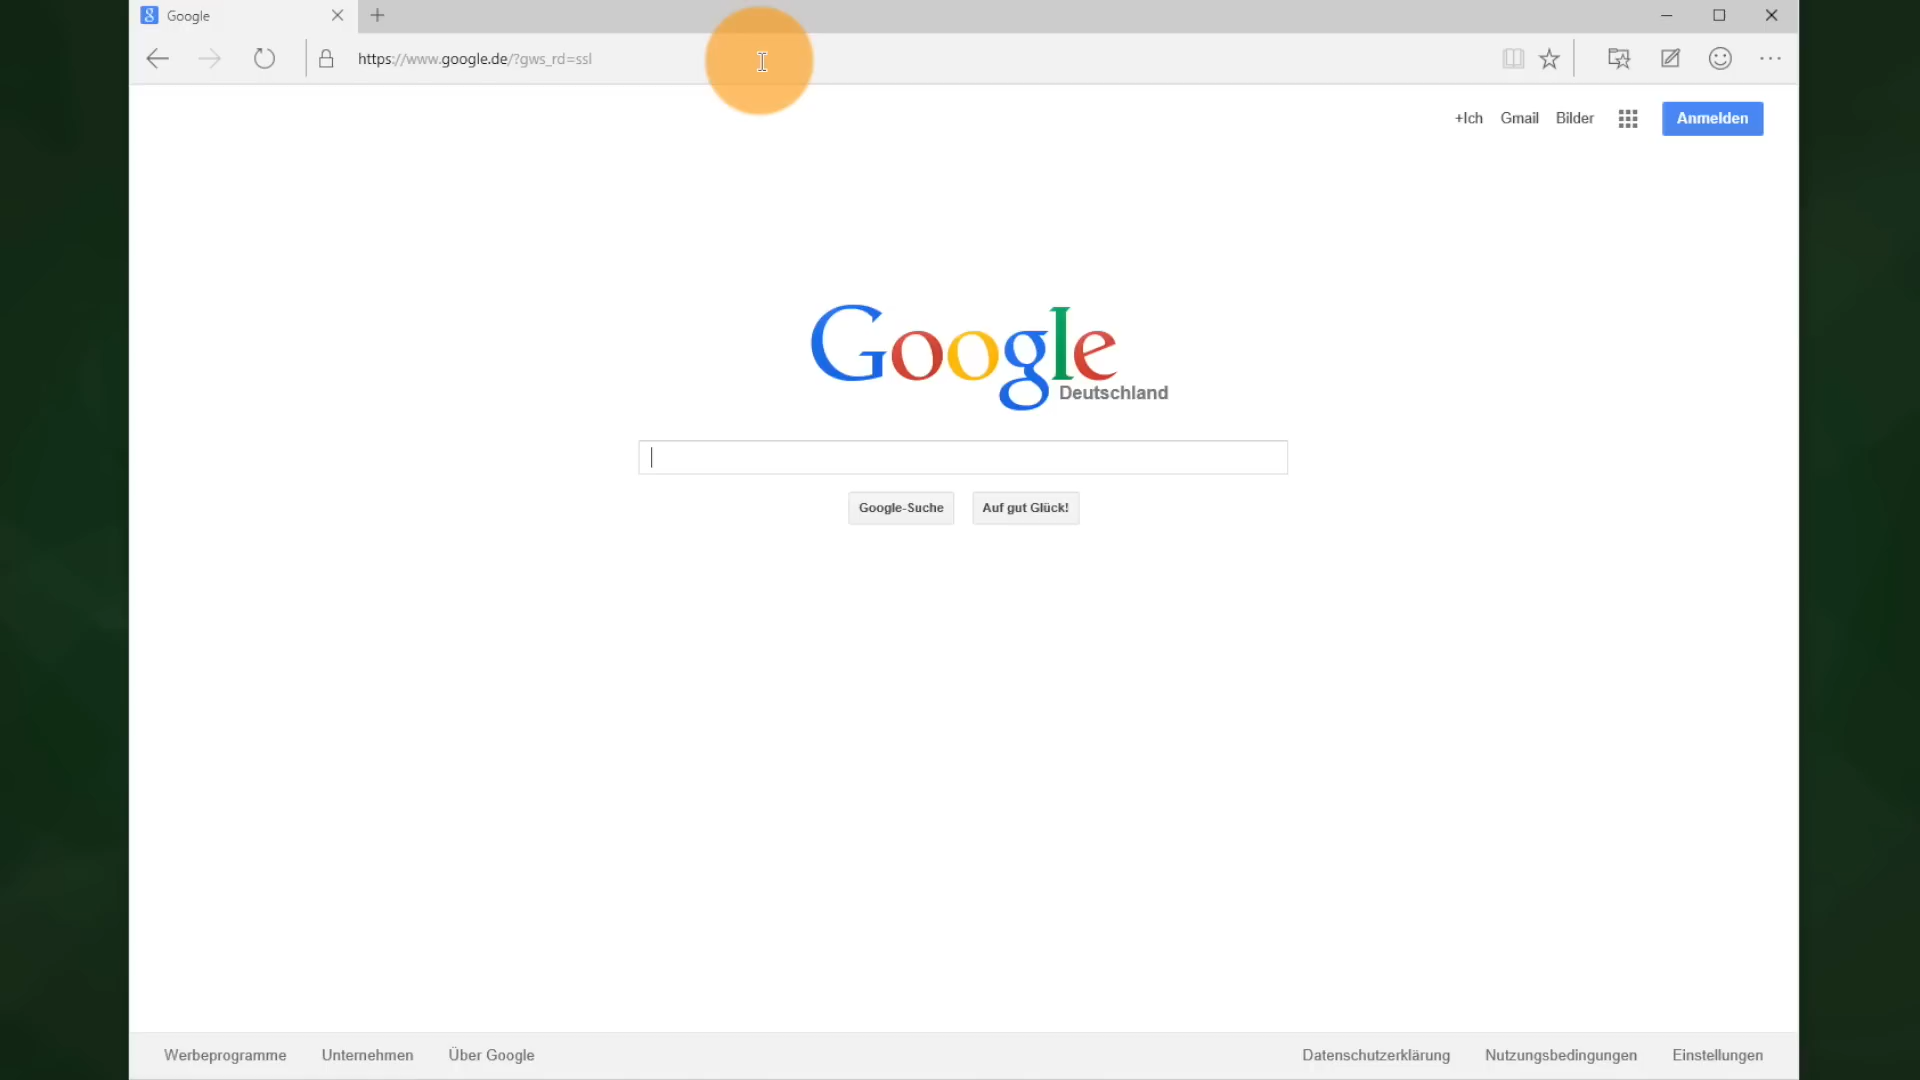 Google
https://www.google.de/?gws_rd=ssl
+Ich Gmail Bilder Anmelden
Google
Deutschland
Google-Suche Auf gut Glück!
Werbeprogramme Unternehmen Über Google Datenschutzerklärung Nutzungsbedingungen Einstellungen